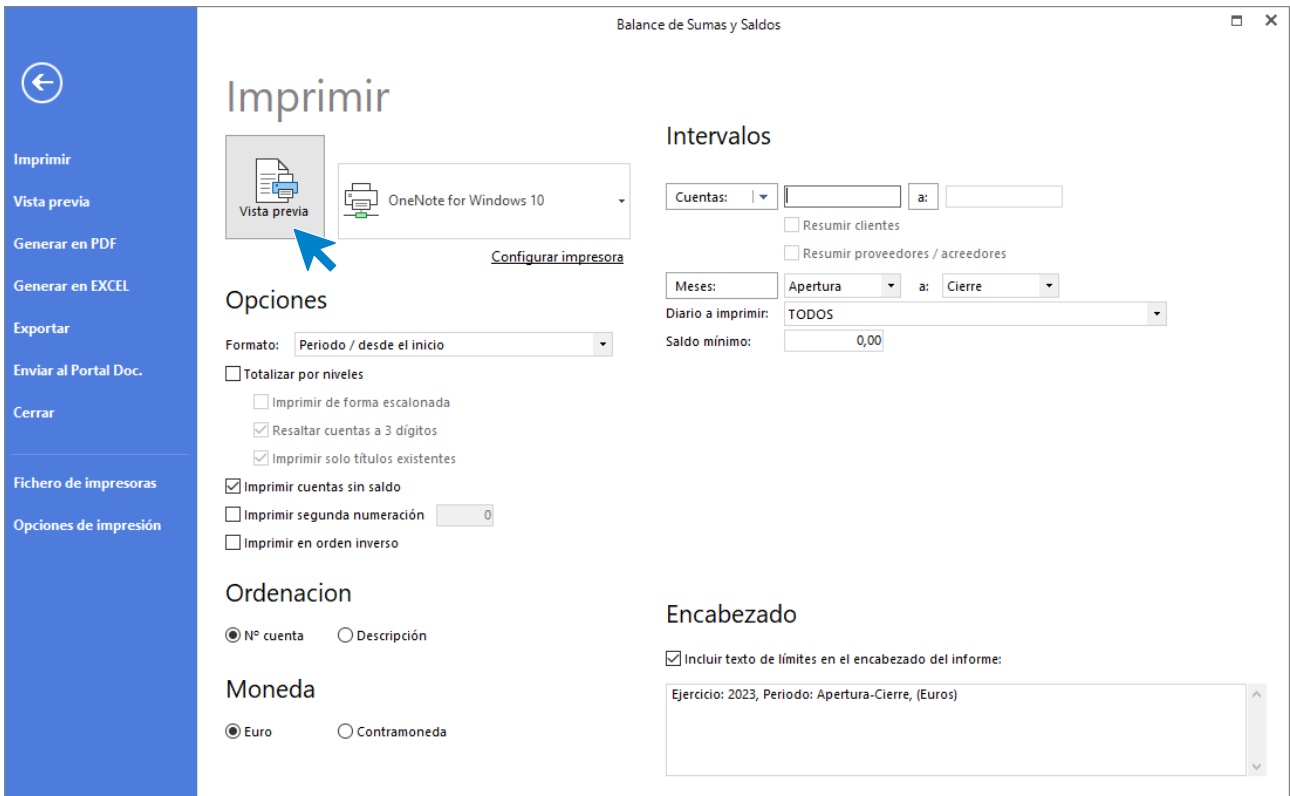 Balance de Sumas y Saldos
Imprimir
Vista previa
Generar en PDF
Generar en EXCEL
Exportar
Enviar al Portal Doc.
Cerrar
Fichero de impresoras
Opciones de impresión
Imprimir
Vista previa
OneNote for Windows 10
Configurar impresora
Opciones
Formato: Periodo / desde el inicio
Totalizar por niveles
Imprimir de forma escalonada
Resaltar cuentas a 3 dígitos
Imprimir solo títulos existentes
Imprimir cuentas sin saldo
Imprimir segunda numeración 0
Imprimir en orden inverso
Ordenacion
Nº cuenta Descripción
Moneda
Euro Contramoneda
Intervalos
Cuentas: a:
Resumir clientes
Resumir proveedores / acreedores
Meses: Apertura a: Cierre
Diario a imprimir: TODOS
Saldo mínimo: 0,00
Encabezado
Incluir texto de límites en el encabezado del informe:
Ejercicio: 2023, Periodo: Apertura-Cierre, (Euros)